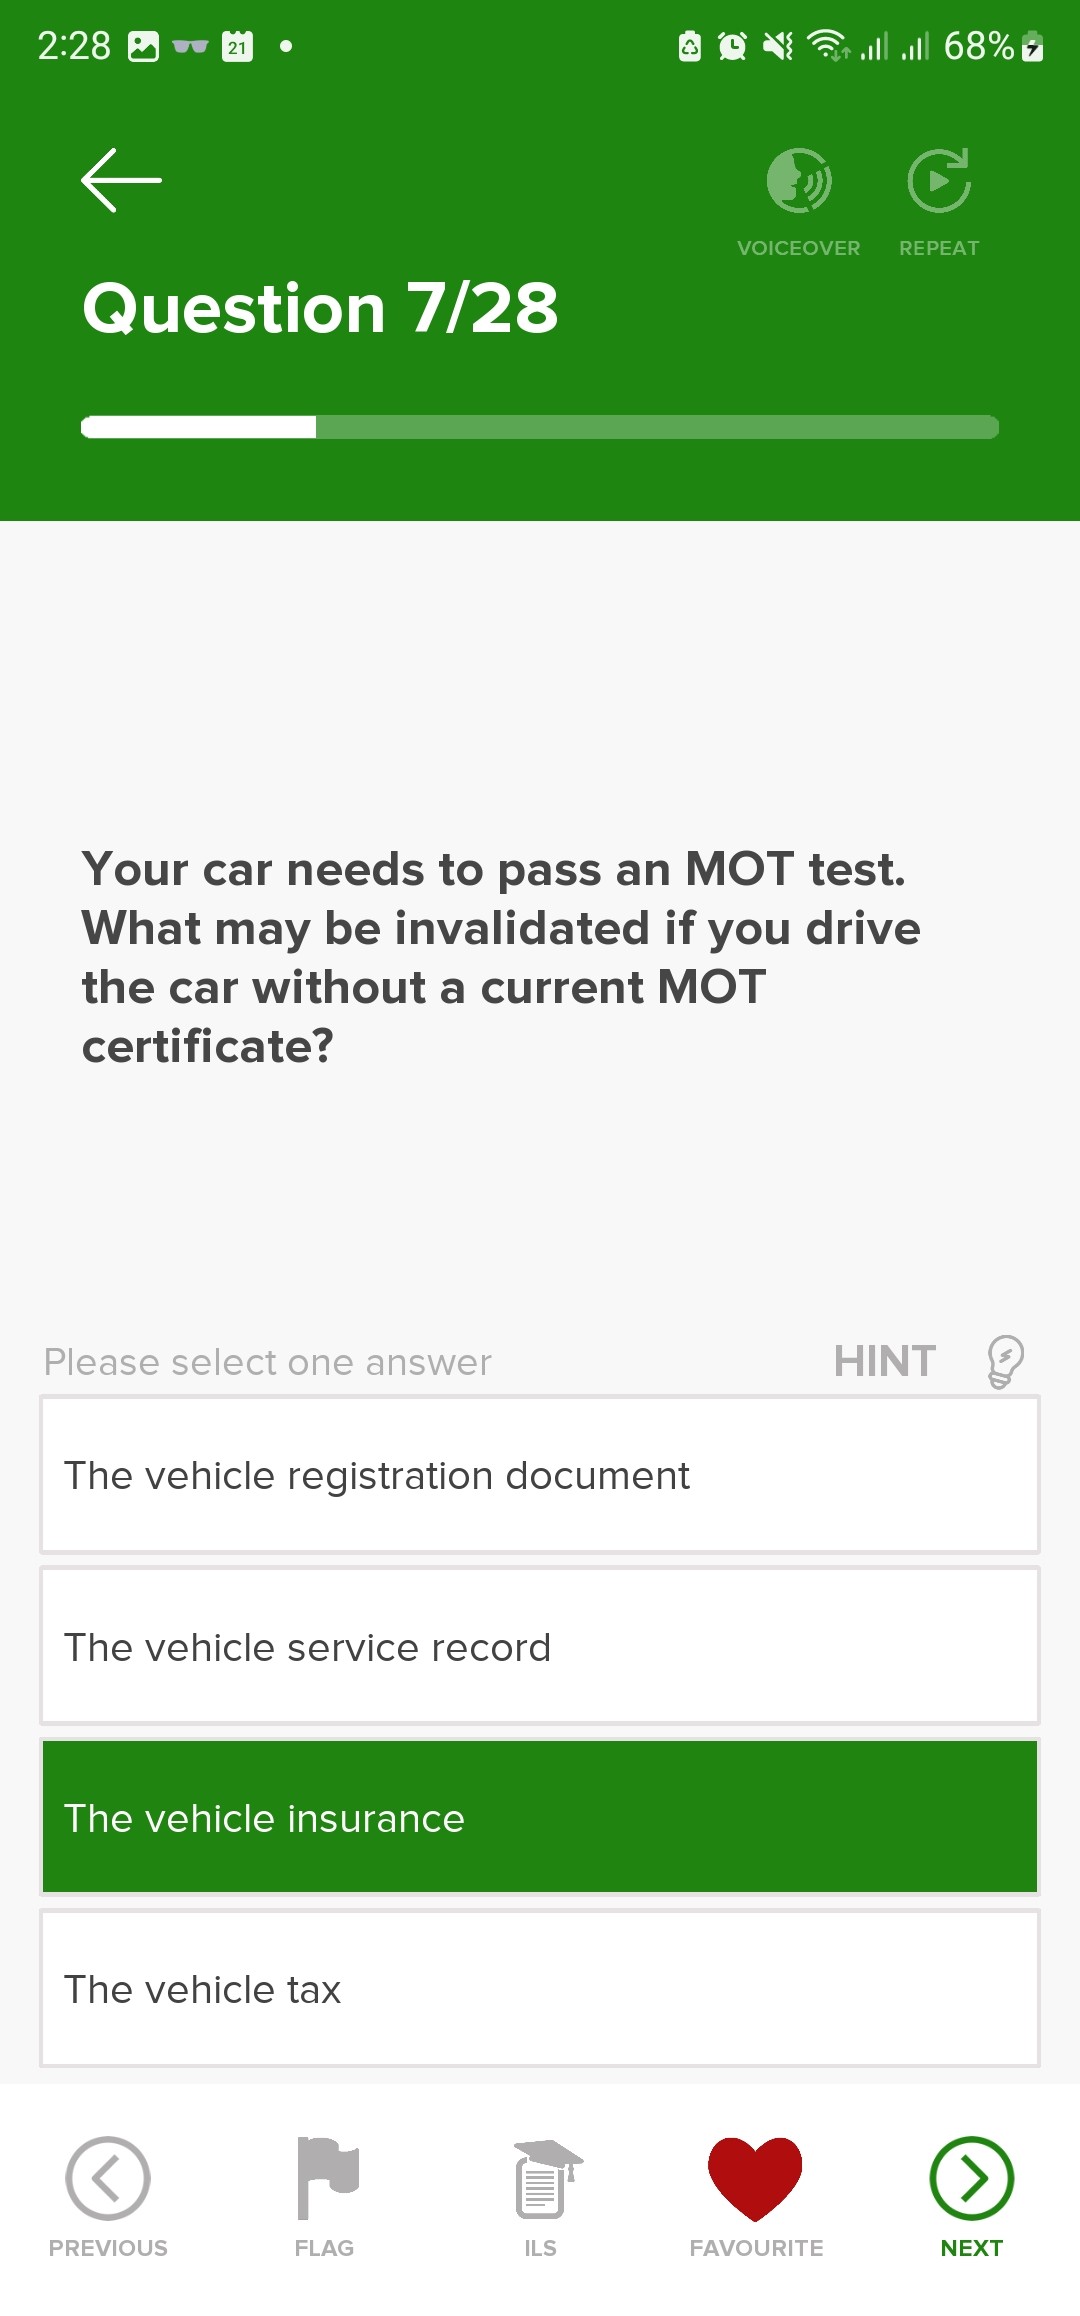 2:28
21
68%
VOICEOVER
REPEAT
Question 7/28
Your car needs to pass an MOT test.
What may be invalidated if you drive
the car without a current MOT
certificate?
Please select one answer
HINT
The vehicle registration document
The vehicle service record
The vehicle insurance
The vehicle tax
PREVIOUS
FLAG
ILS
FAVOURITE
NEXT